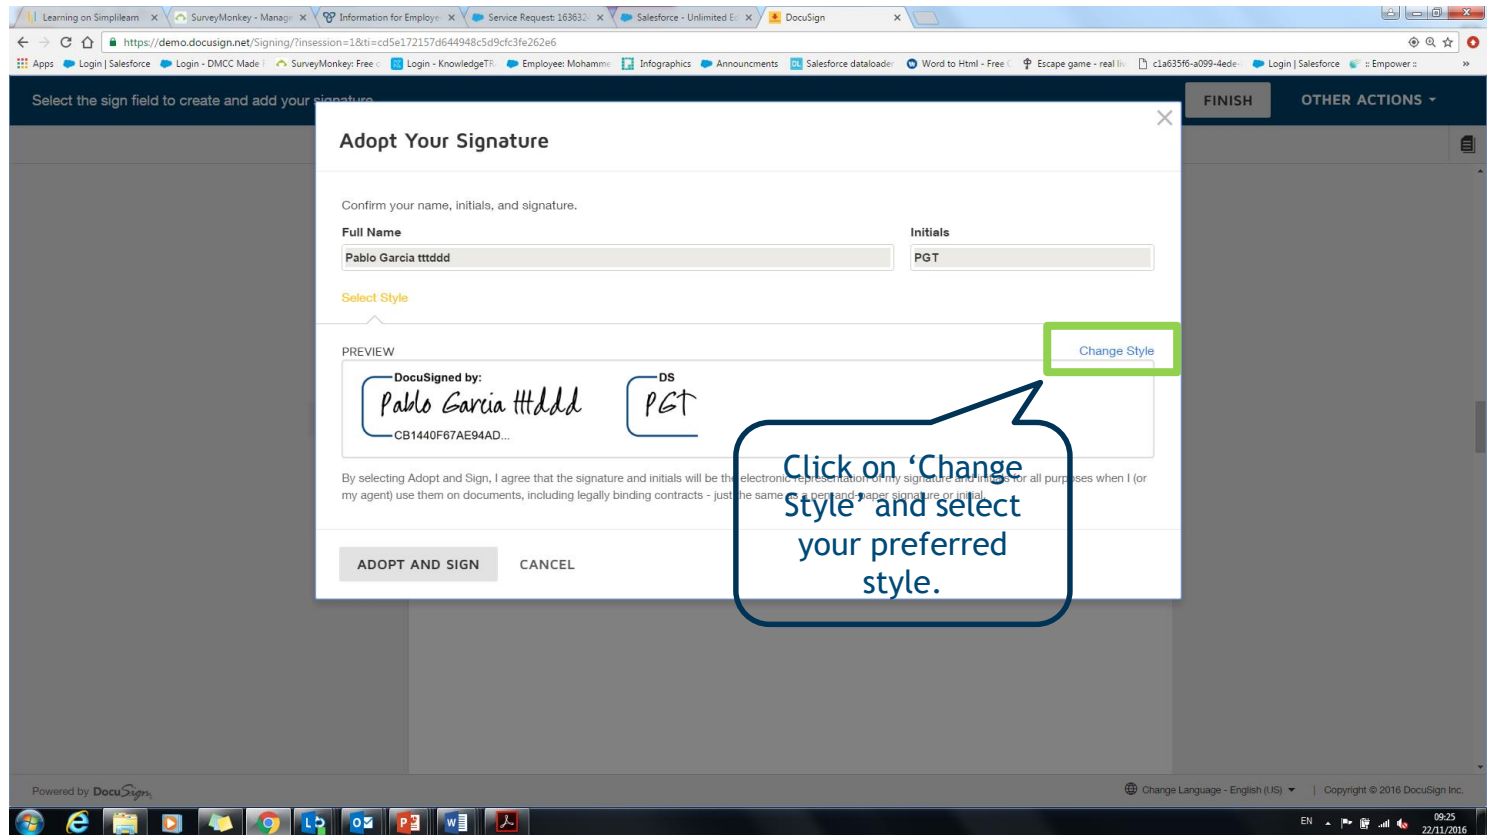 Learning on Simplilearn
SurveyMonkey - Manage
Information for Employe
Service Request: 163632
Salesforce - Unlimited E
DocuSign
https://demo.docusign.net/Signing/?insession=1&ti=cd5e172157d644948c5d9cfc3fe262e6
Apps Login | Salesforce Login - DMCC Made SurveyMonkey: Free Login - KnowledgeTR Employee: Mohamme Infographics Announcments Salesforce dataloader Word to Html - Free Escape game - real li c1a635f6-a099-4ede- Login | Salesforce :: Empower :: »
Select the sign field to create and add your signature
FINISH OTHER ACTIONS
Adopt Your Signature
Confirm your name, initials, and signature.
Full Name Initials
Pablo Garcia tttddd PGT
Select Style
PREVIEW Change Style
DocuSigned by: DS
Pablo Garcia tttddd PGT
CB1440F67AE94AD...
By selecting Adopt and Sign, I agree that the signature and initials will be the electronic representation of my signature and initials for all purposes when I (or
my agent) use them on documents, including legally binding contracts - just the same as a pen-and-paper signature or initial.
Click on ‘Change
Style’ and select
your preferred
style.
ADOPT AND SIGN CANCEL
Powered by DocuSign
Change Language - English (US) | Copyright © 2016 DocuSign Inc.
EN 09:25
22/11/2016